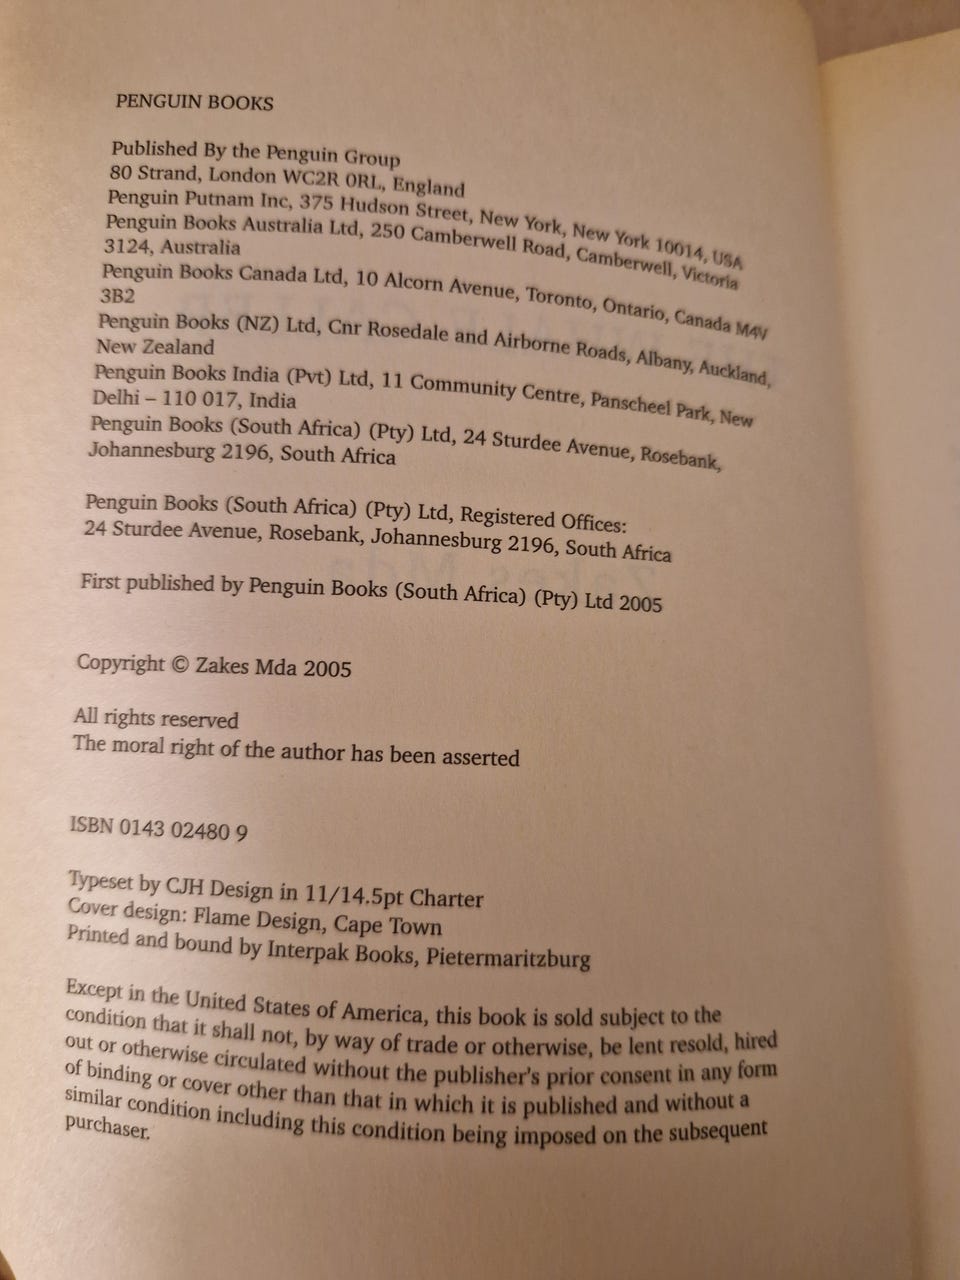 PENGUIN BOOKS
Published By the Penguin Group
80 Strand, London WC2R 0RL, England
Penguin Putnam Inc, 375 Hudson Street, New York, New York 10014, USA
Penguin Books Australia Ltd, 250 Camberwell Road, Camberwell, Victoria
3124, Australia
Penguin Books Canada Ltd, 10 Alcorn Avenue, Toronto, Ontario, Canada M4V
3B2
Penguin Books (NZ) Ltd, Cnr Rosedale and Airborne Roads, Albany, Auckland,
New Zealand
Penguin Books India (Pvt) Ltd, 11 Community Centre, Panscheel Park, New
Delhi – 110 017, India
Penguin Books (South Africa) (Pty) Ltd, 24 Sturdee Avenue, Rosebank,
Johannesburg 2196, South Africa
Penguin Books (South Africa) (Pty) Ltd, Registered Offices:
24 Sturdee Avenue, Rosebank, Johannesburg 2196, South Africa
First published by Penguin Books (South Africa) (Pty) Ltd 2005
Copyright © Zakes Mda 2005
All rights reserved
The moral right of the author has been asserted
ISBN 0143 02480 9
Typeset by CJH Design in 11/14.5pt Charter
Cover design: Flame Design, Cape Town
Printed and bound by Interpak Books, Pietermaritzburg
Except in the United States of America, this book is sold subject to the
condition that it shall not, by way of trade or otherwise, be lent resold, hired
out or otherwise circulated without the publisher's prior consent in any form
of binding or cover other than that in which it is published and without a
similar condition including this condition being imposed on the subsequent
purchaser.